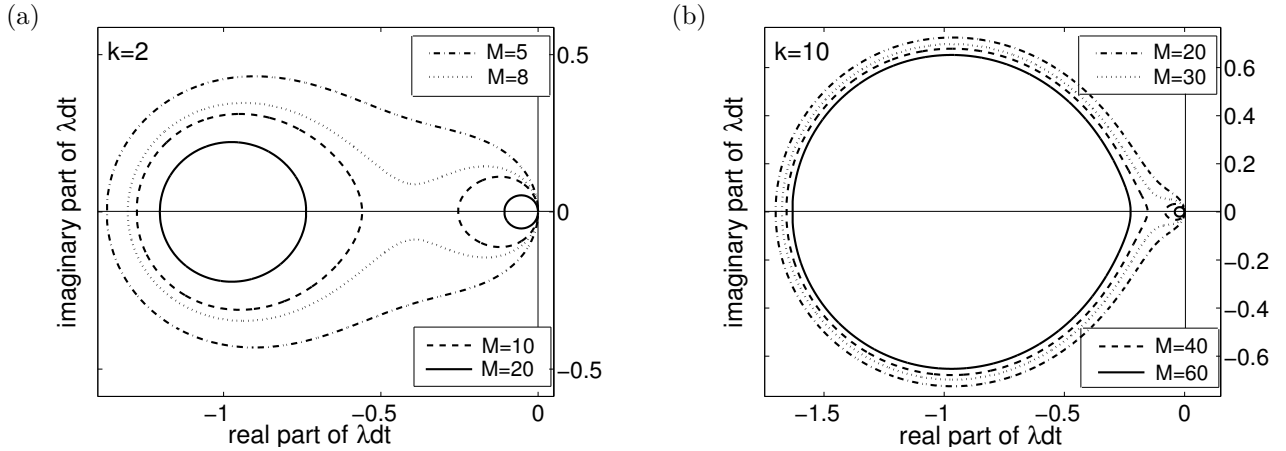 (a)
k=2
M=5
M=8
M=10
M=20
0.5
0
−0.5
−1
−0.5
0
real part of λdt
imaginary part of λdt
(b)
k=10
M=20
M=30
M=40
M=60
0.6
0.4
0.2
0
−0.2
−0.4
−0.6
−1.5
−1
−0.5
0
real part of λdt
imaginary part of λdt